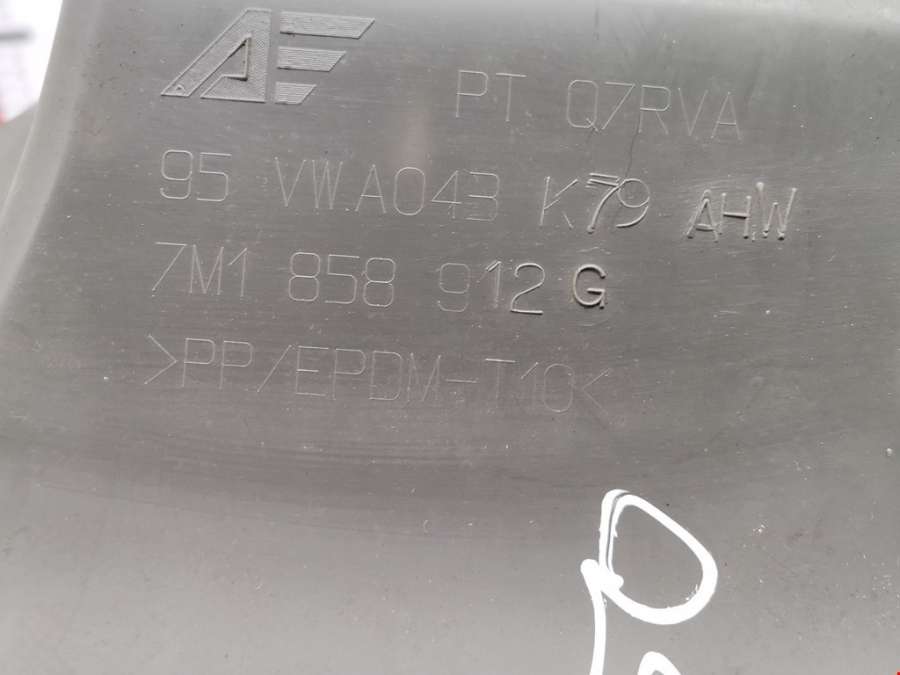 AE
PT Q7RVA
95 VW A043 K79 AHW
7M1 858 912 G
>PP/EPDM-T10<